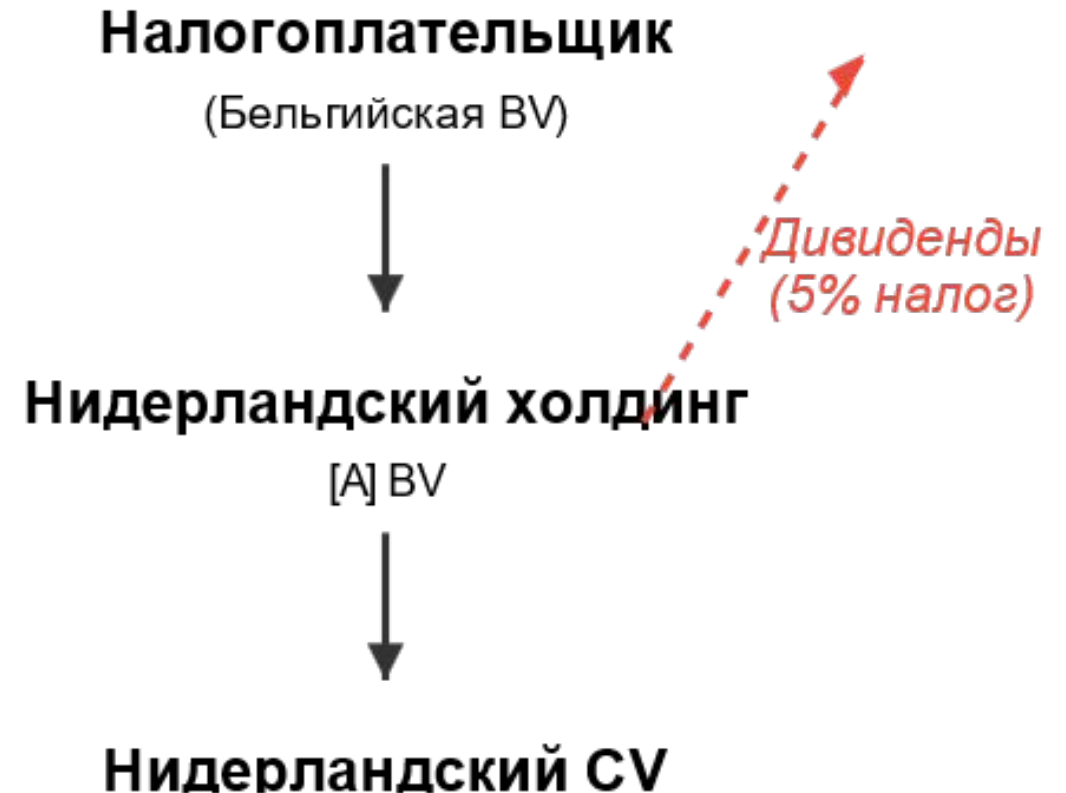 Налогоплательщик
(Бельгийская BV)
Дивиденды
(5% налог)
Нидерландский холдинг
[A] BV
Нидерландский CV